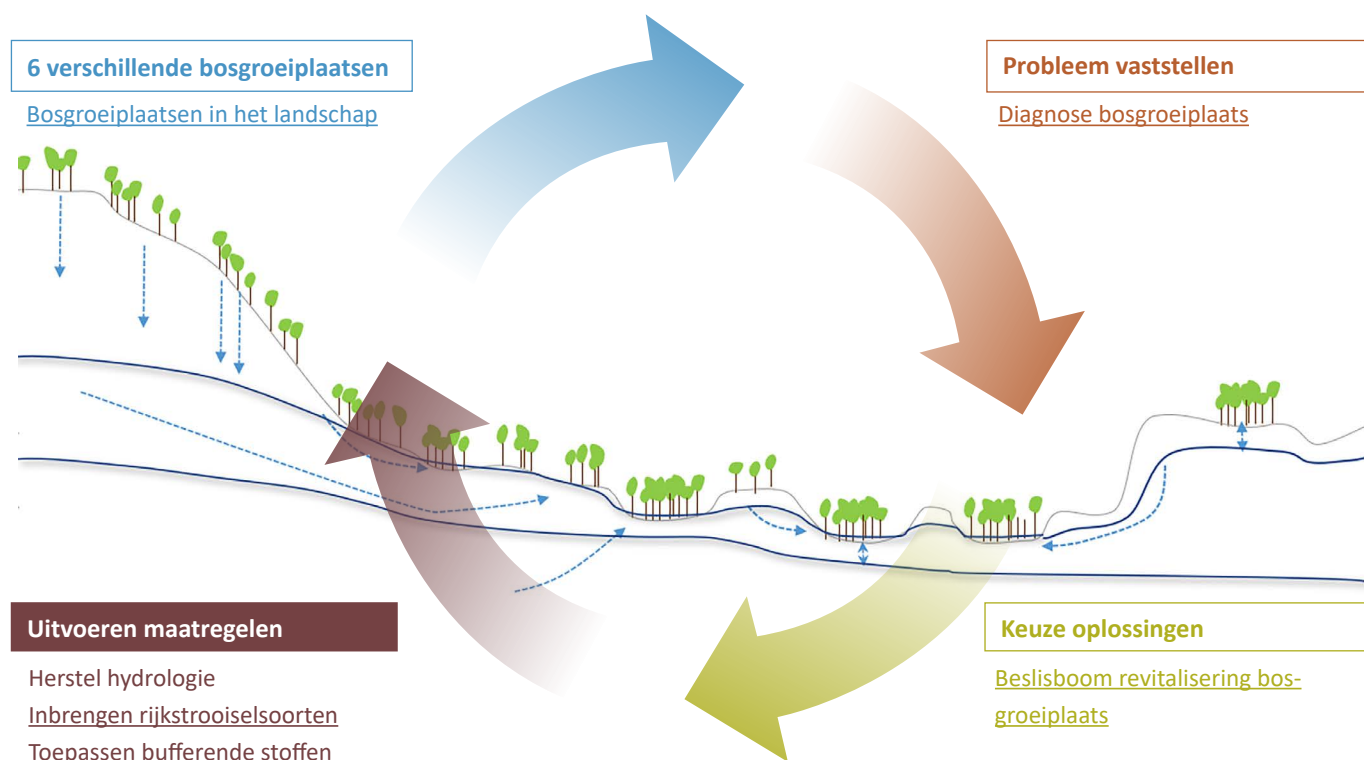 6 verschillende bosgroeiplaatsen
Bosgroeiplaatsen in het landschap
Probleem vaststellen
Diagnose bosgroeiplaats
Uitvoeren maatregelen
Herstel hydrologie
Inbrengen rijkstrooiselsoorten
Toepassen bufferende stoffen
Keuze oplossingen
Beslisboom revitalisering bos-
groeiplaats